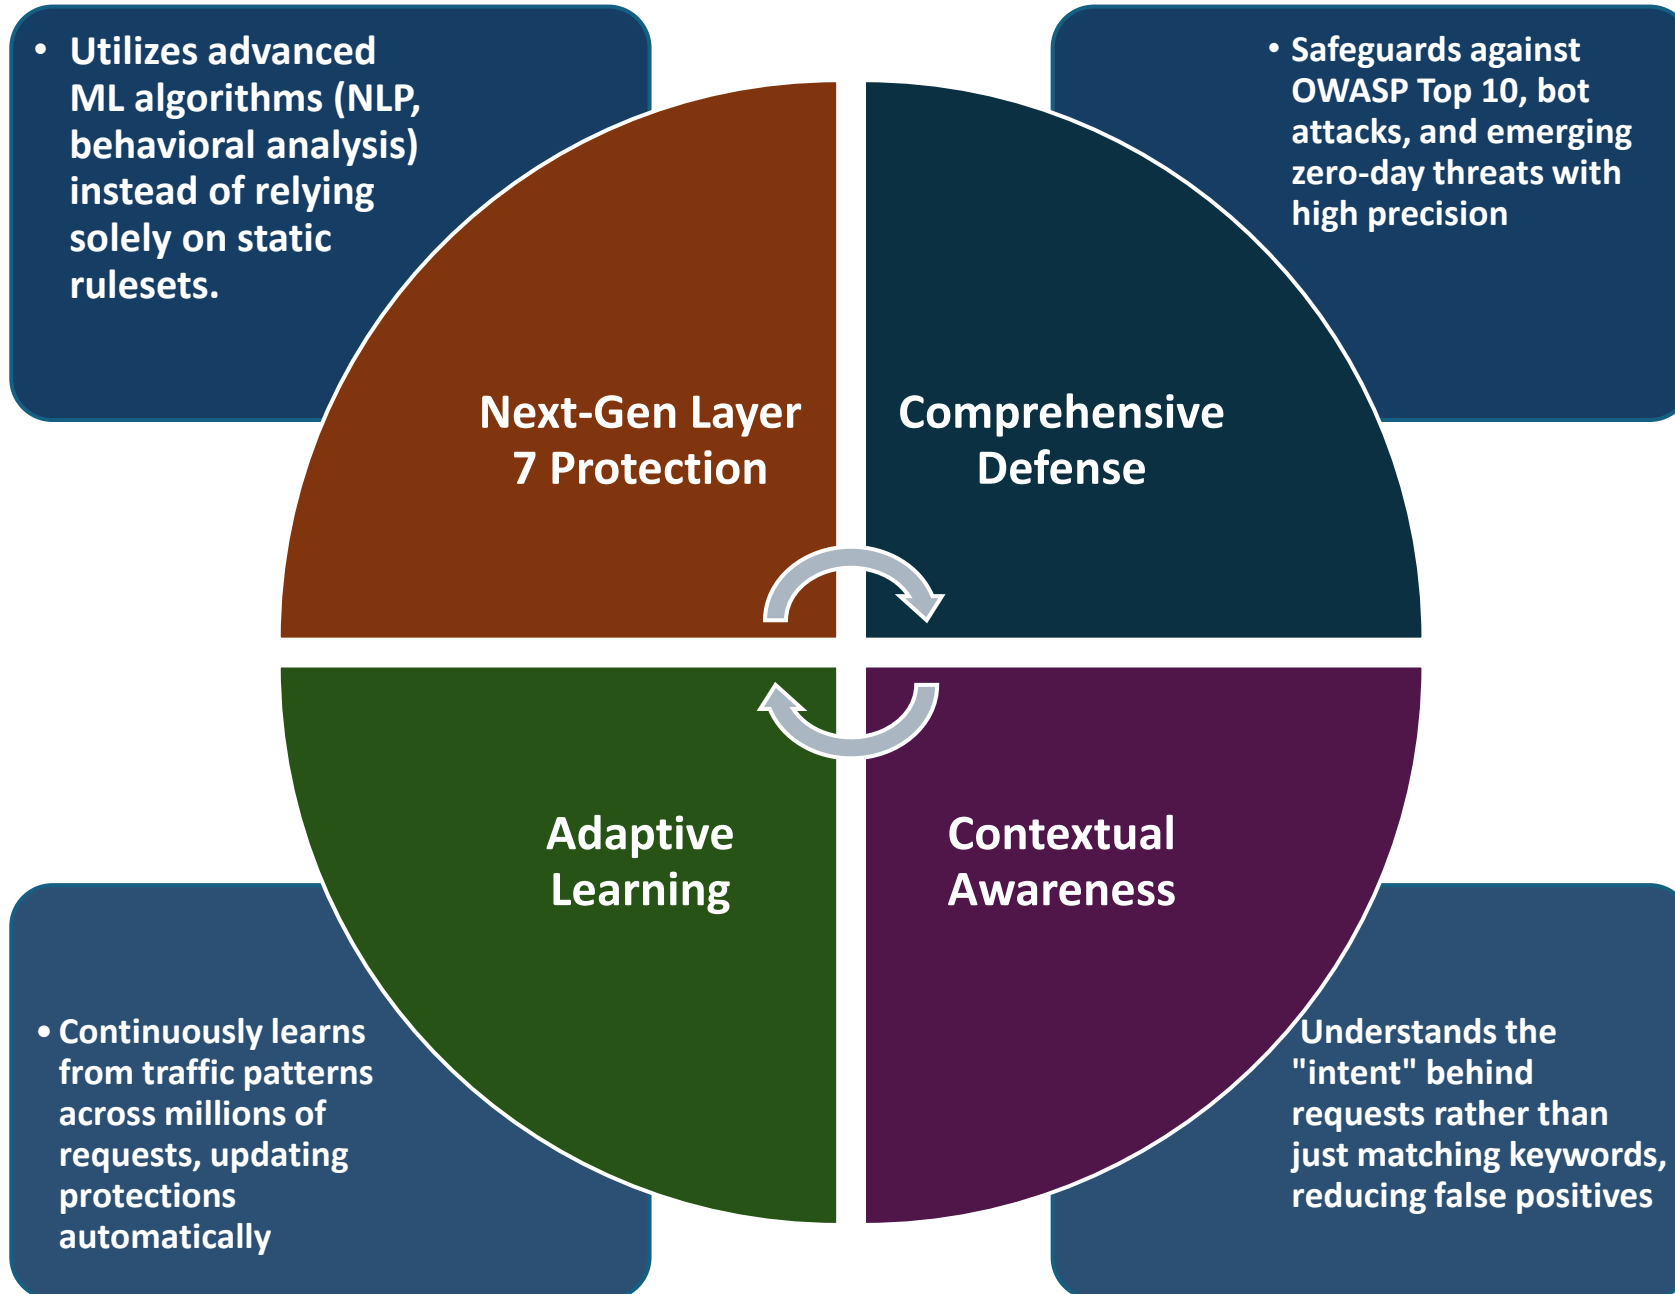 • Utilizes advanced
ML algorithms (NLP,
behavioral analysis)
instead of relying
solely on static
rulesets.
• Safeguards against
OWASP Top 10, bot
attacks, and emerging
zero-day threats with
high precision
Next-Gen Layer
7 Protection
Comprehensive
Defense
Adaptive
Learning
Contextual
Awareness
• Continuously learns
from traffic patterns
across millions of
requests, updating
protections
automatically
Understands the
"intent" behind
requests rather than
just matching keywords,
reducing false positives